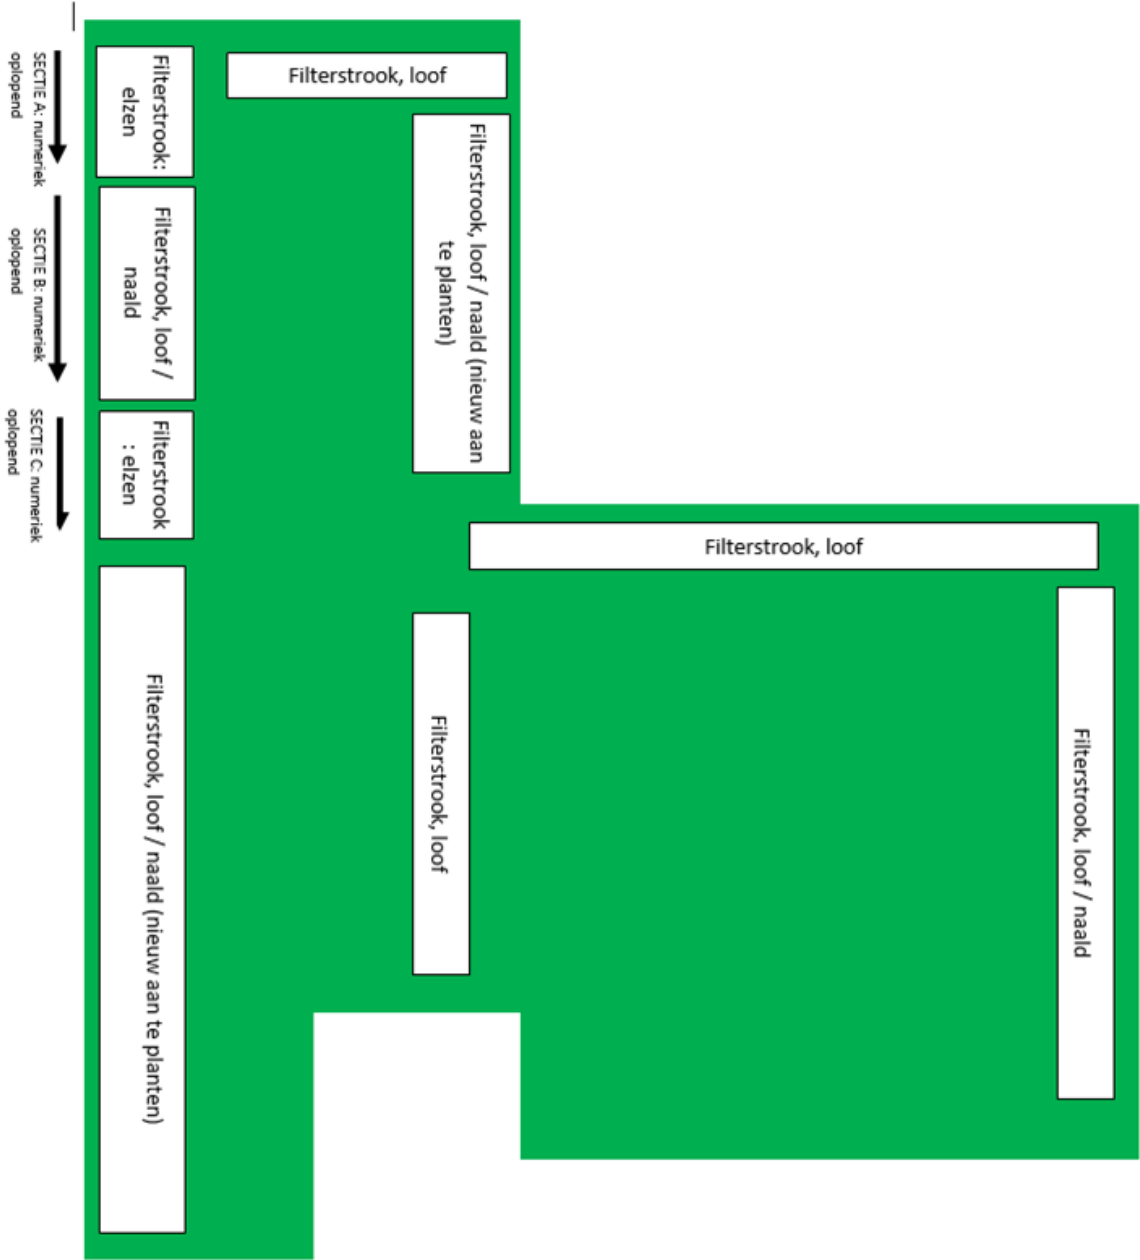 SECTIE A: numeriek
oplopend
SECTIE B: numeriek
oplopend
SECTIE C: numeriek
oplopend
Filterstrook:
elzen
Filterstrook, loof /
naald
Filterstrook
: elzen
Filterstrook, loof / naald (nieuw aan te planten)
Filterstrook, loof
Filterstrook, loof / naald (nieuw aan
te planten)
Filterstrook, loof
Filterstrook, loof
Filterstrook, loof / naald